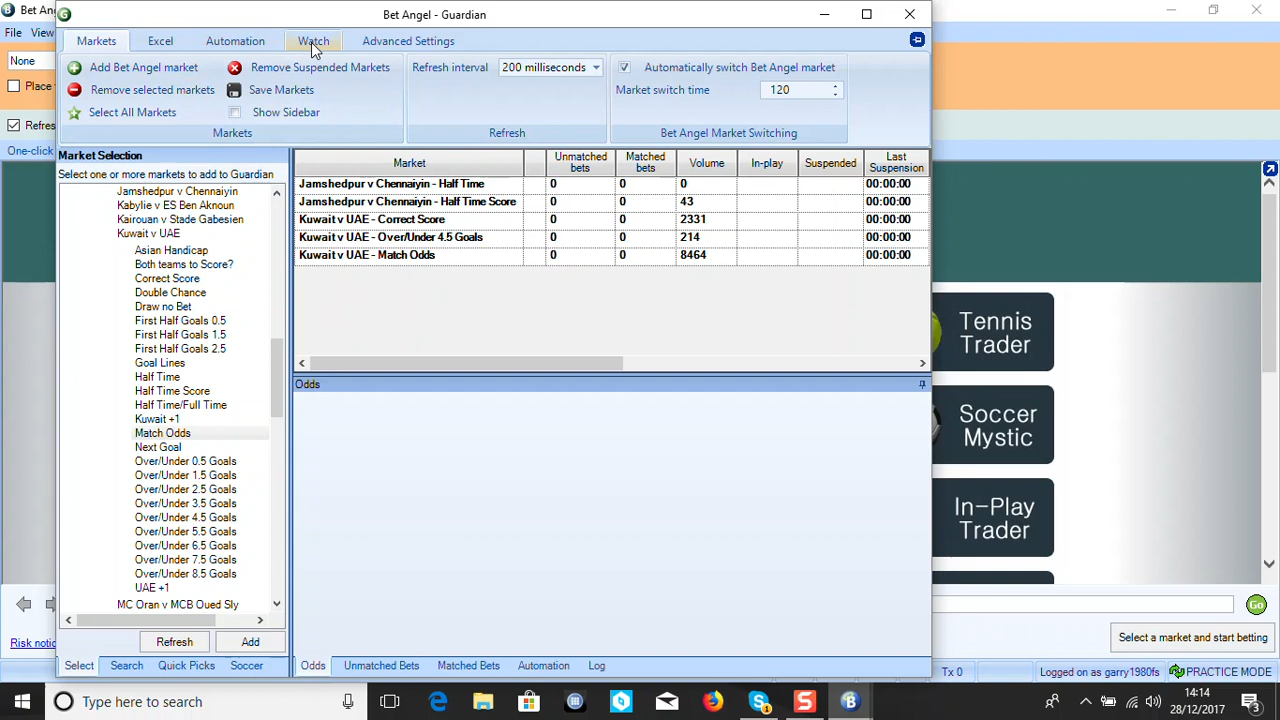 Bet Angel - Guardian
File View
Markets Excel Automation Watch Advanced Settings
None
Place
Refres
One-click
Add Bet Angel market
Remove selected markets
Select All Markets
Remove Suspended Markets
Save Markets
Show Sidebar
Markets
Refresh interval 200 milliseconds
Refresh
Automatically switch Bet Angel market
Market switch time 120
Bet Angel Market Switching
Market Selection
Select one or more markets to add to Guardian
Jamshedpur v Chennaiyin
Kabylie v ES Ben Aknoun
Kairouan v Stade Gabesien
Kuwait v UAE
Asian Handicap
Both teams to Score?
Correct Score
Double Chance
Draw no Bet
First Half Goals 0.5
First Half Goals 1.5
First Half Goals 2.5
Goal Lines
Half Time
Half Time Score
Half Time/Full Time
Kuwait +1
Match Odds
Next Goal
Over/Under 0.5 Goals
Over/Under 1.5 Goals
Over/Under 2.5 Goals
Over/Under 3.5 Goals
Over/Under 4.5 Goals
Over/Under 5.5 Goals
Over/Under 6.5 Goals
Over/Under 7.5 Goals
Over/Under 8.5 Goals
UAE +1
MC Oran v MCB Oued Sly
Refresh Add
Select Search Quick Picks Soccer
Market Unmatched bets Matched bets Volume In-play Suspended Last Suspension
Jamshedpur v Chennaiyin - Half Time 0 0 0 00:00:00
Jamshedpur v Chennaiyin - Half Time Score 0 0 43 00:00:00
Kuwait v UAE - Correct Score 0 0 2331 00:00:00
Kuwait v UAE - Over/Under 4.5 Goals 0 0 214 00:00:00
Kuwait v UAE - Match Odds 0 0 8464 00:00:00
Odds
Odds Unmatched Bets Matched Bets Automation Log
Tennis
Trader
Soccer
Mystic
In-Play
Trader
Go
Risk notic
Select a market and start betting
Tx 0 Logged on as garry1980fs PRACTICE MODE
Type here to search
14:14
28/12/2017